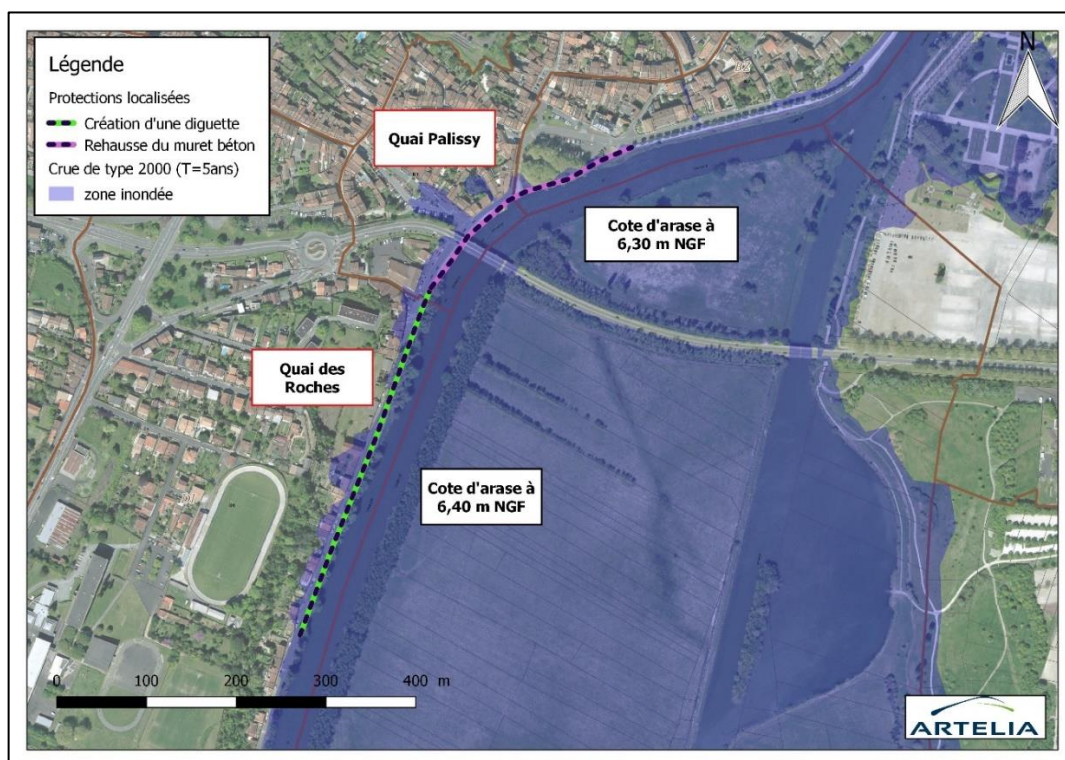 Légende
Protections localisées
Création d'une diguette
Rehausse du muret béton
Crue de type 2000 (T=5ans)
zone inondée
N
Quai Palissy
Cote d'arase à
6,30 m NGF
Quai des
Roches
Cote d'arase à
6,40 m NGF
0 100 200 300 400 m
ARTELIA